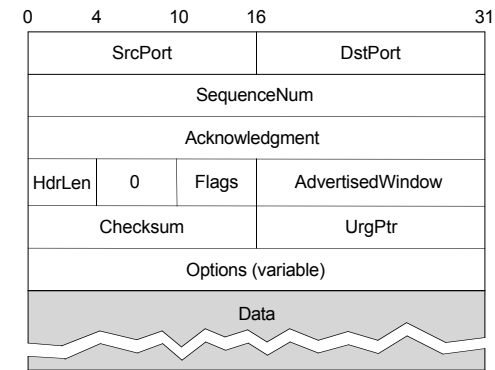 0 4 10 16 31
SrcPort DstPort
SequenceNum
Acknowledgment
HdrLen 0 Flags AdvertisedWindow
Checksum UrgPtr
Options (variable)
Data